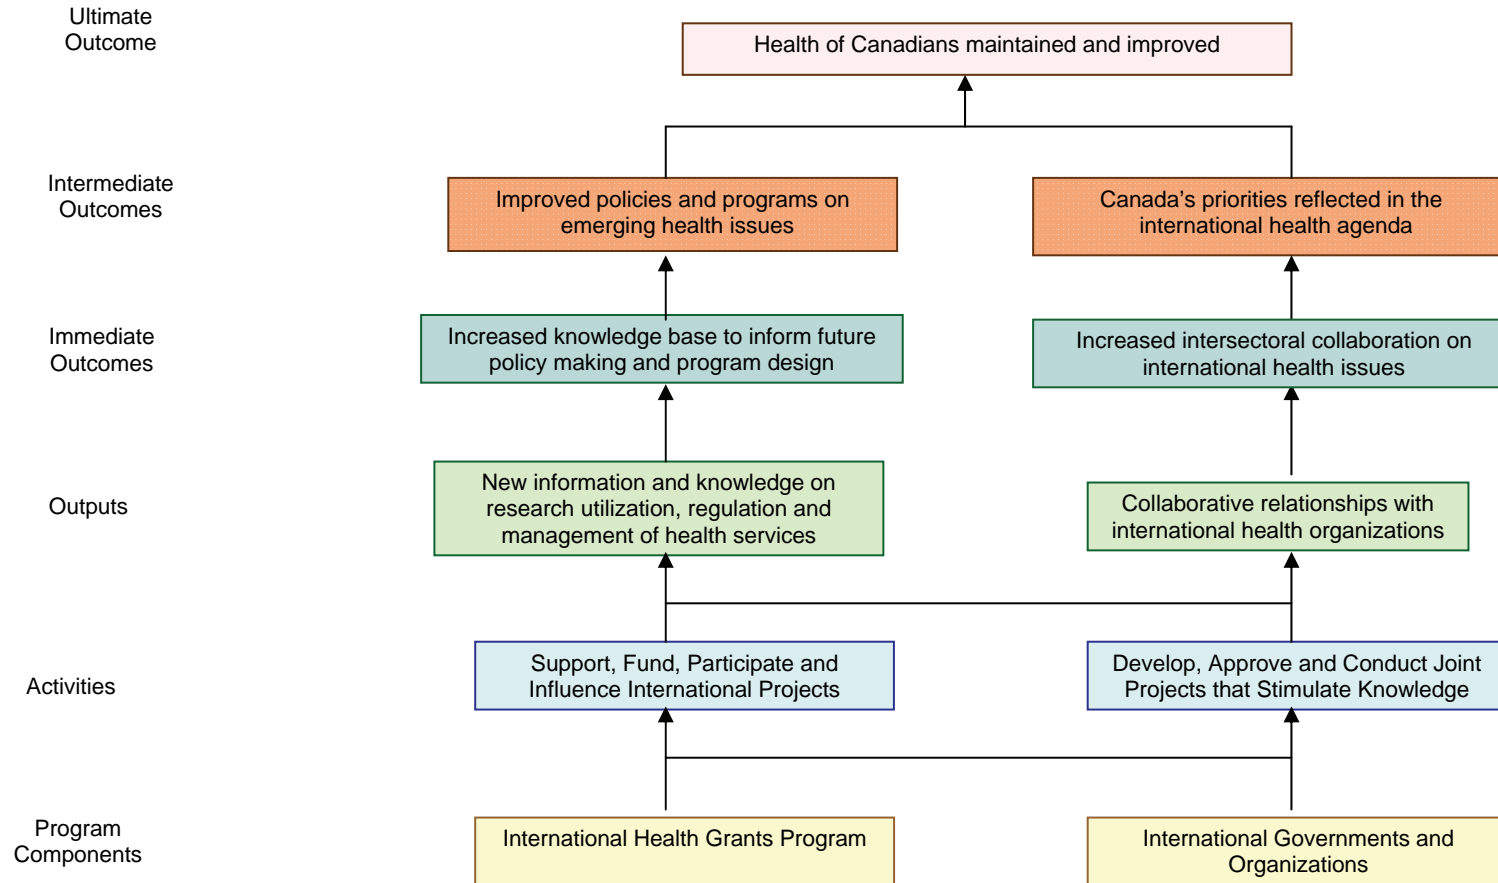 Ultimate
Outcome
Health of Canadians maintained and improved
Intermediate
Outcomes
Improved policies and programs on
emerging health issues
Canada’s priorities reflected in the
international health agenda
Immediate
Outcomes
Increased knowledge base to inform future
policy making and program design
Increased intersectoral collaboration on
international health issues
Outputs
New information and knowledge on
research utilization, regulation and
management of health services
Collaborative relationships with
international health organizations
Activities
Support, Fund, Participate and
Influence International Projects
Develop, Approve and Conduct Joint
Projects that Stimulate Knowledge
Program
Components
International Health Grants Program
International Governments and
Organizations